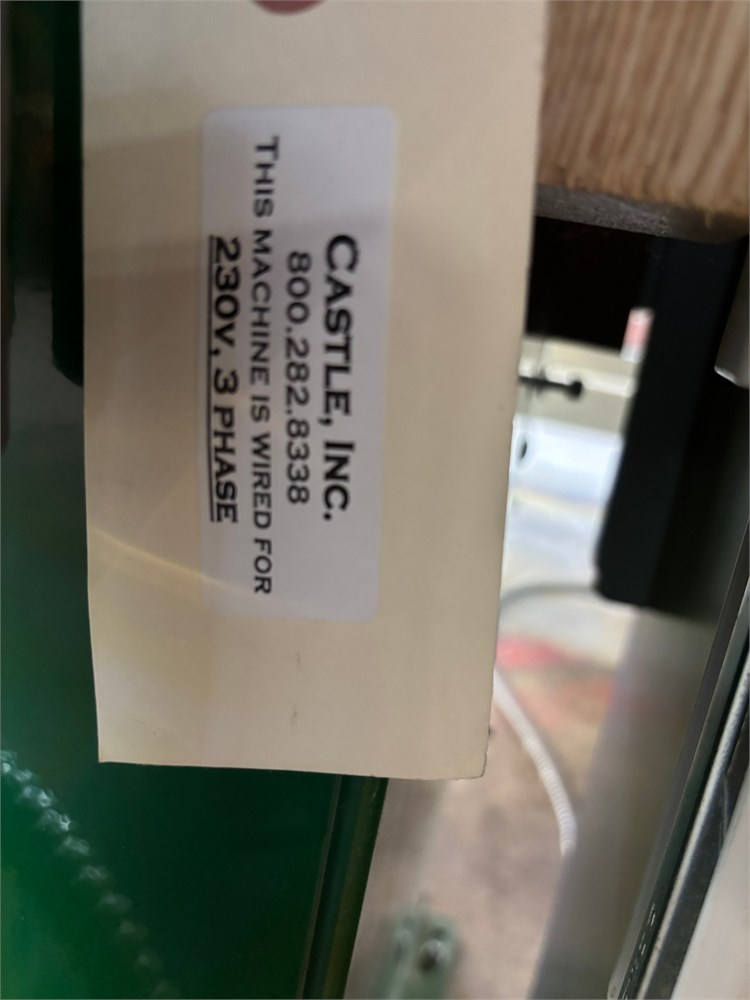 CASTLE, INC.
800.282.8338
THIS MACHINE IS WIRED FOR
230V, 3 PHASE